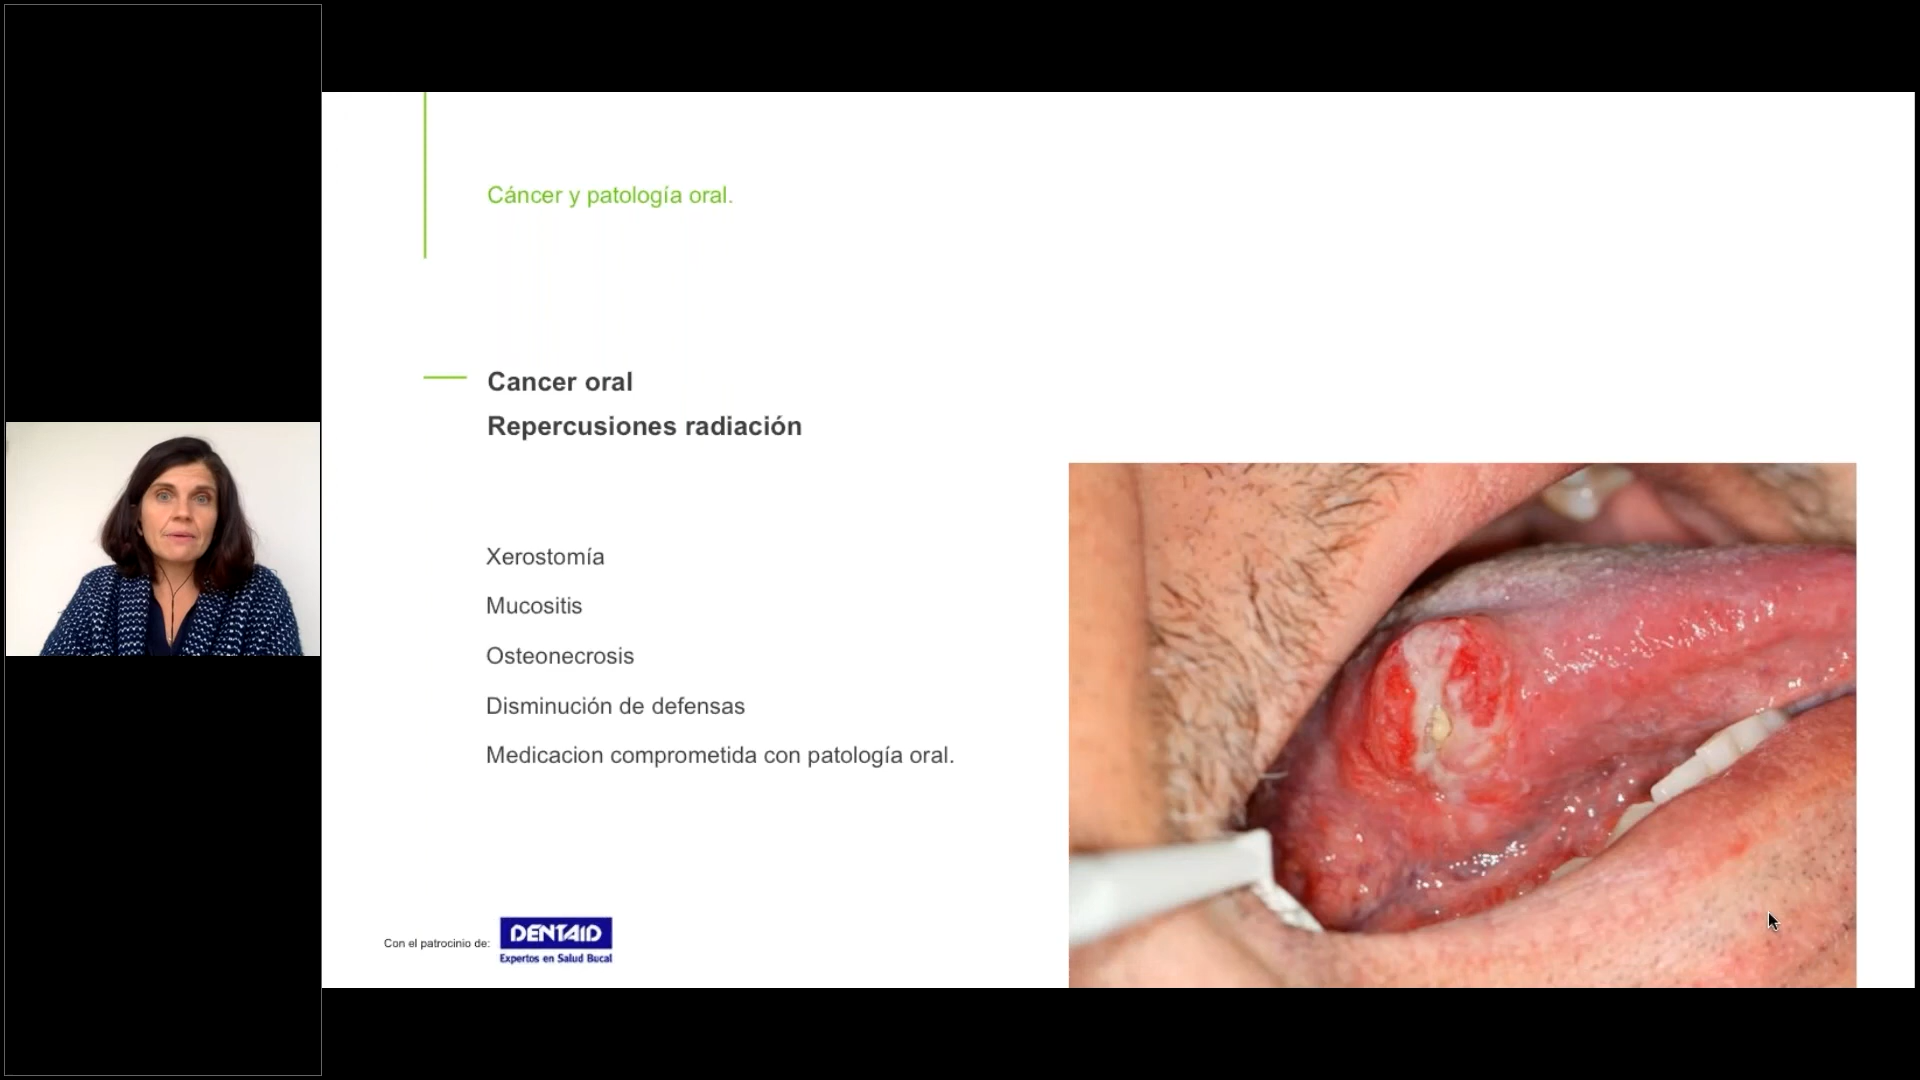 Cáncer y patología oral.
Cancer oral
Repercusiones radiación
Xerostomía
Mucositis
Osteonecrosis
Disminución de defensas
Medicacion comprometida con patología oral.
Con el patrocinio de:
DENTAID
Expertos en Salud Bucal